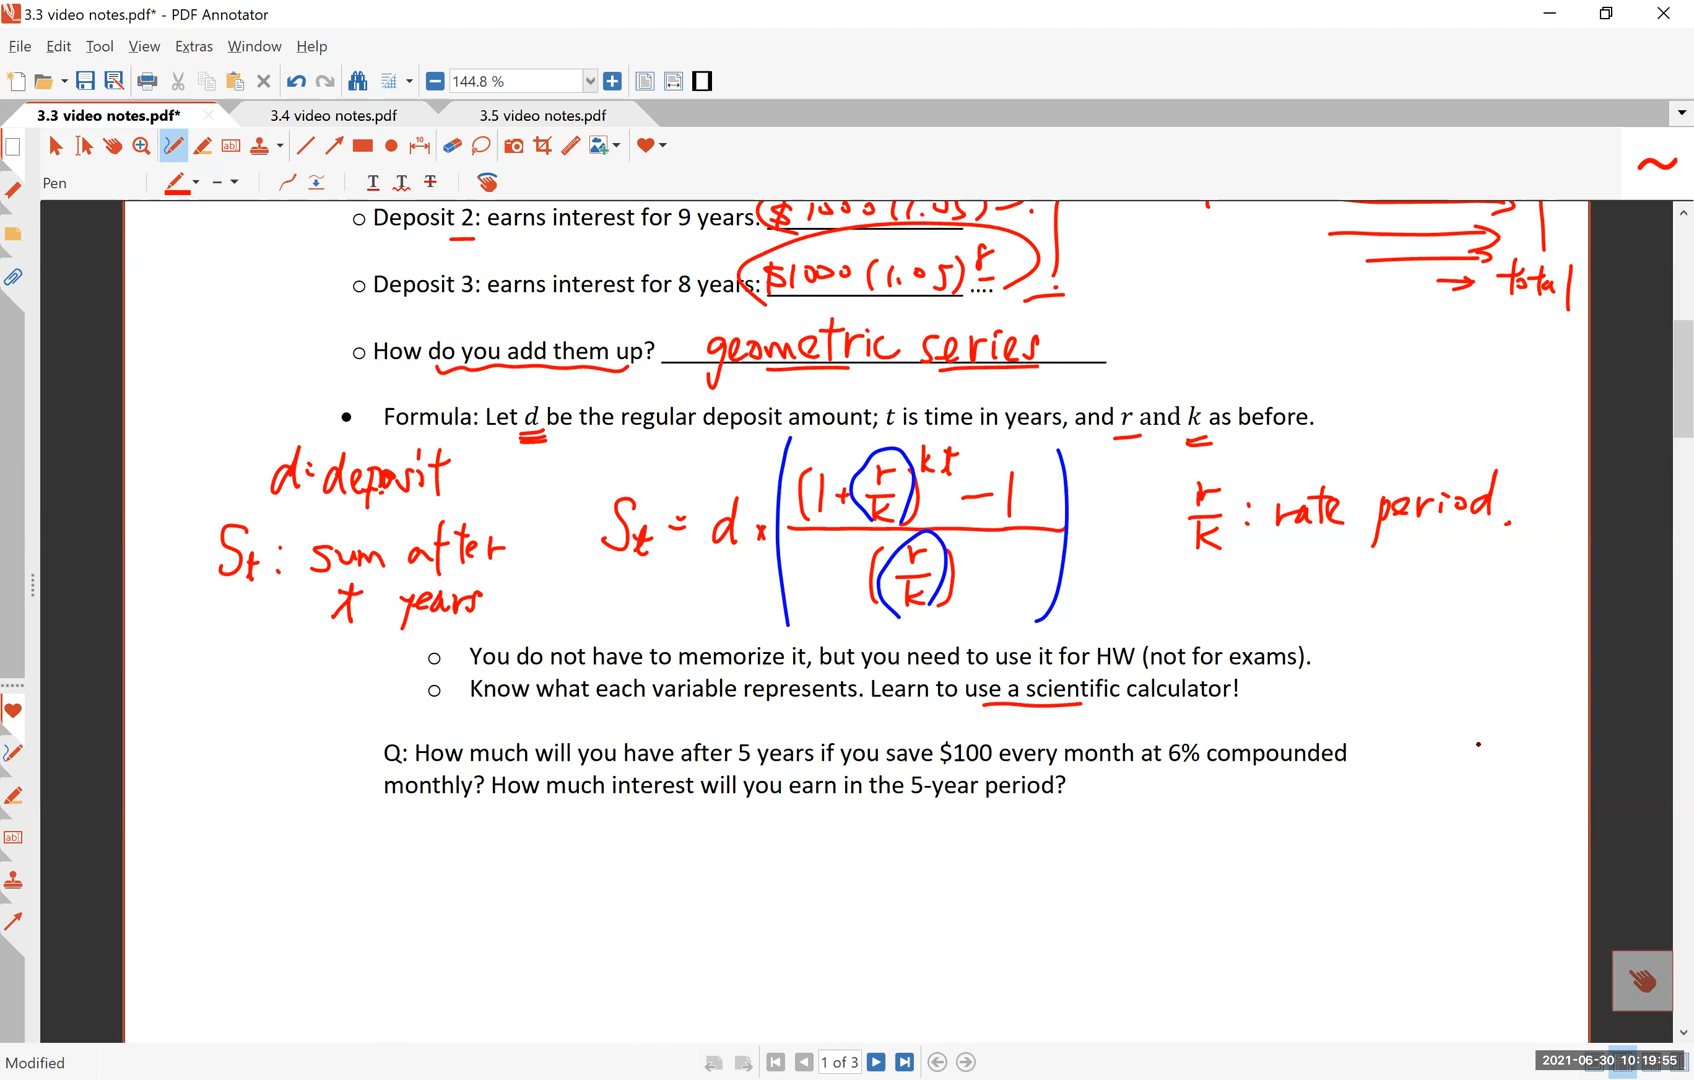 3.3 video notes.pdf* - PDF Annotator
File Edit Tool View Extras Window Help
144.8 %
3.3 video notes.pdf* 3.4 video notes.pdf 3.5 video notes.pdf
Pen
o Deposit 2: earns interest for 9 years: $1000(1.05)
o Deposit 3: earns interest for 8 years: $1000(1.05)^8 ....
→ total
o How do you add them up? geometric series
• Formula: Let d be the regular deposit amount; t is time in years, and r and k as before.
d: deposit
S_t : sum after
t years
S_t = d × ( ((1 + r/k)^{kt} - 1) / (r/k) )
r/k : rate period.
o You do not have to memorize it, but you need to use it for HW (not for exams).
o Know what each variable represents. Learn to use a scientific calculator!
Q: How much will you have after 5 years if you save $100 every month at 6% compounded
monthly? How much interest will you earn in the 5-year period?
Modified
1 of 3
2021-06-30 10:19:55